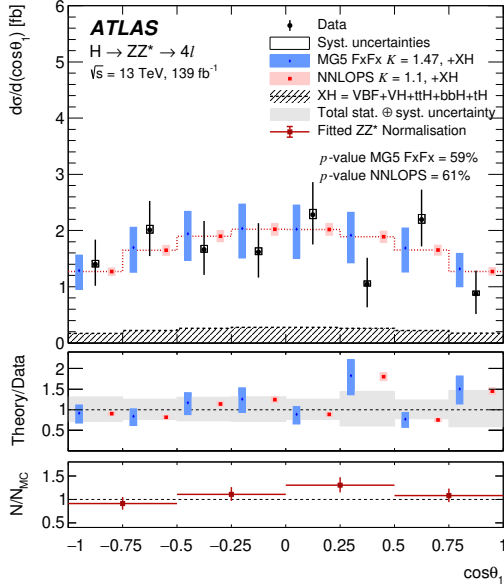 dσ/d(cosθ₁) [fb]
6
5
4
3
2
1
0
ATLAS
H → ZZ* → 4l
√s = 13 TeV, 139 fb⁻¹
Data
Syst. uncertainties
MG5 FxFx K = 1.47, +XH
NNLOPS K = 1.1, +XH
XH = VBF+VH+ttH+bbH+tH
Total stat. ⊕ syst. uncertainty
Fitted ZZ* Normalisation
p-value MG5 FxFx = 59%
p-value NNLOPS = 61%
Theory/Data
2
1.5
1
0.5
N/N_MC
1.5
1
0.5
−1 −0.75 −0.5 −0.25 0 0.25 0.5 0.75 1
cosθ₁